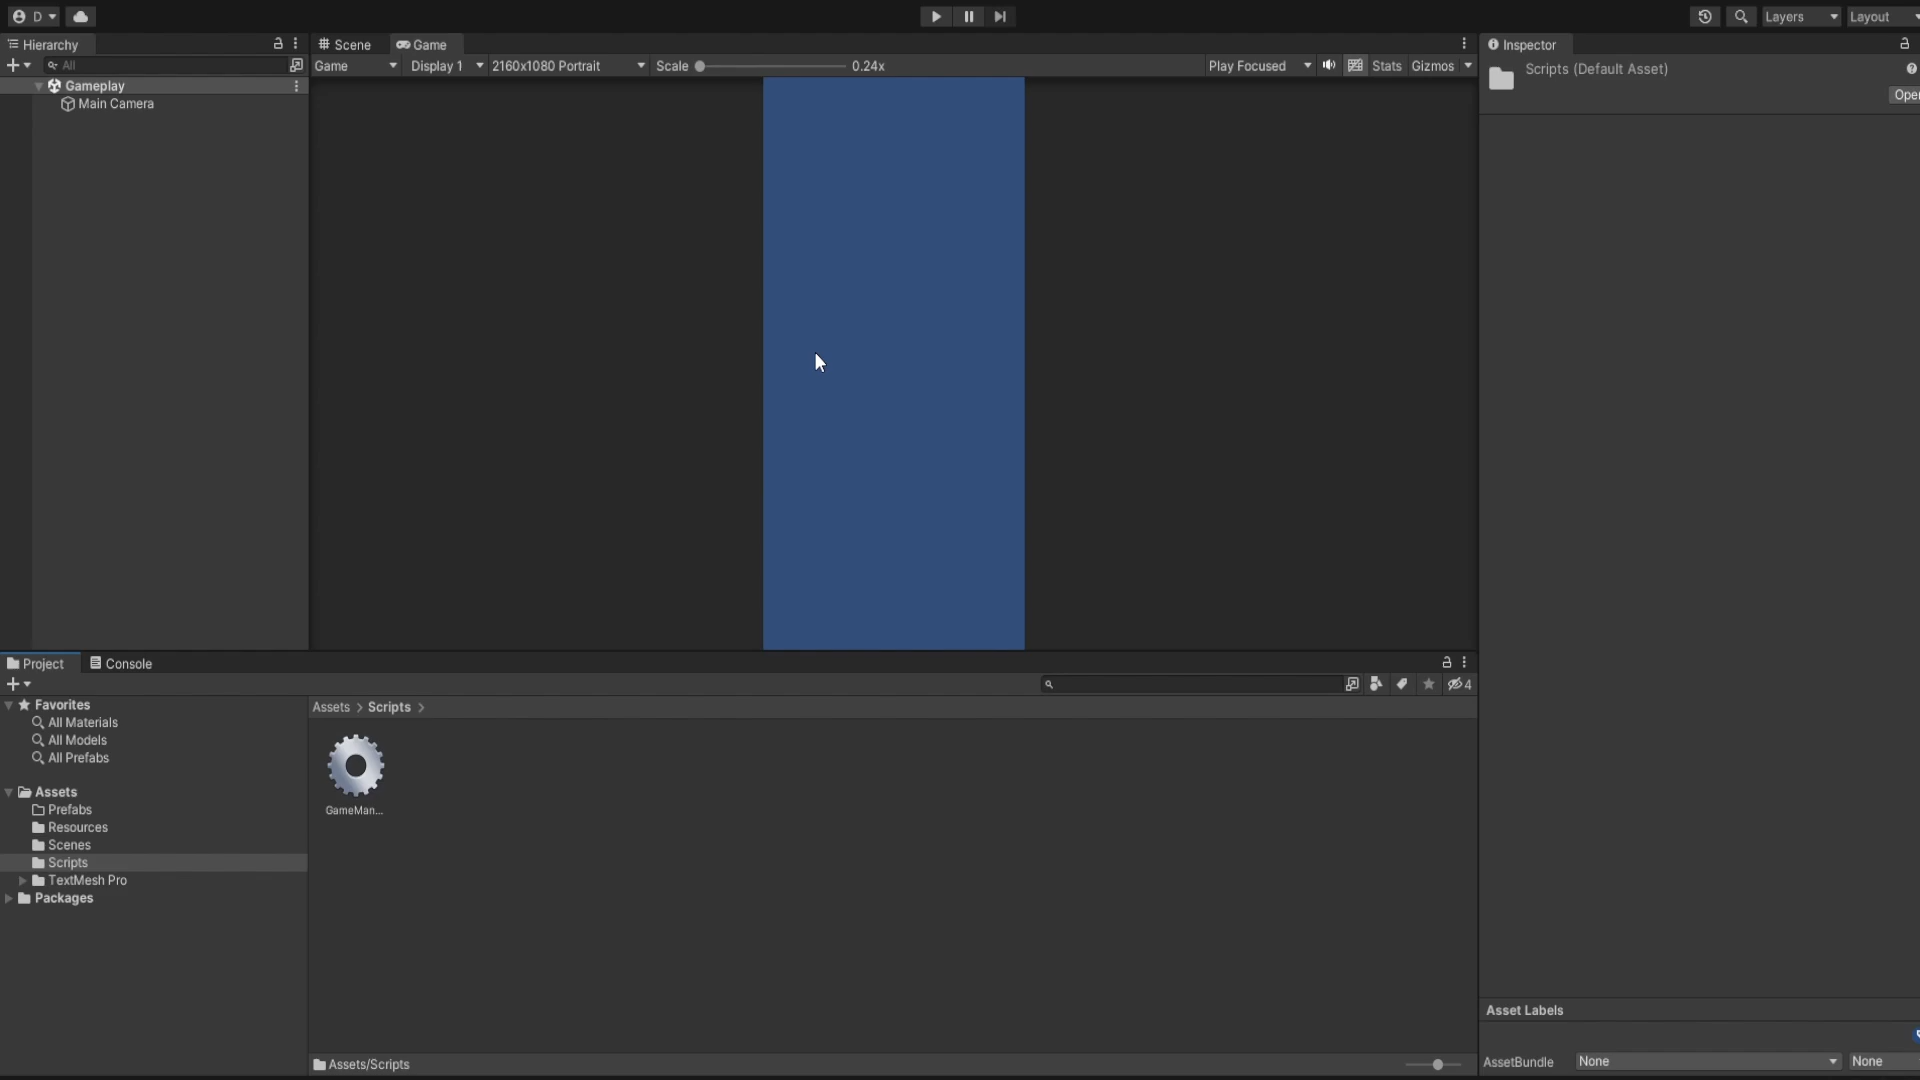 D
Layers
Layout
Hierarchy
Scene
Game
Inspector
All
Game
Display 1
2160x1080 Portrait
Scale
0.24x
Play Focused
Stats
Gizmos
Scripts (Default Asset)
Open
Gameplay
Main Camera
Project
Console
4
Favorites
All Materials
All Models
All Prefabs
Assets > Scripts >
Assets
Prefabs
Resources
Scenes
Scripts
TextMesh Pro
Packages
GameMan...
Asset Labels
Assets/Scripts
AssetBundle
None
None